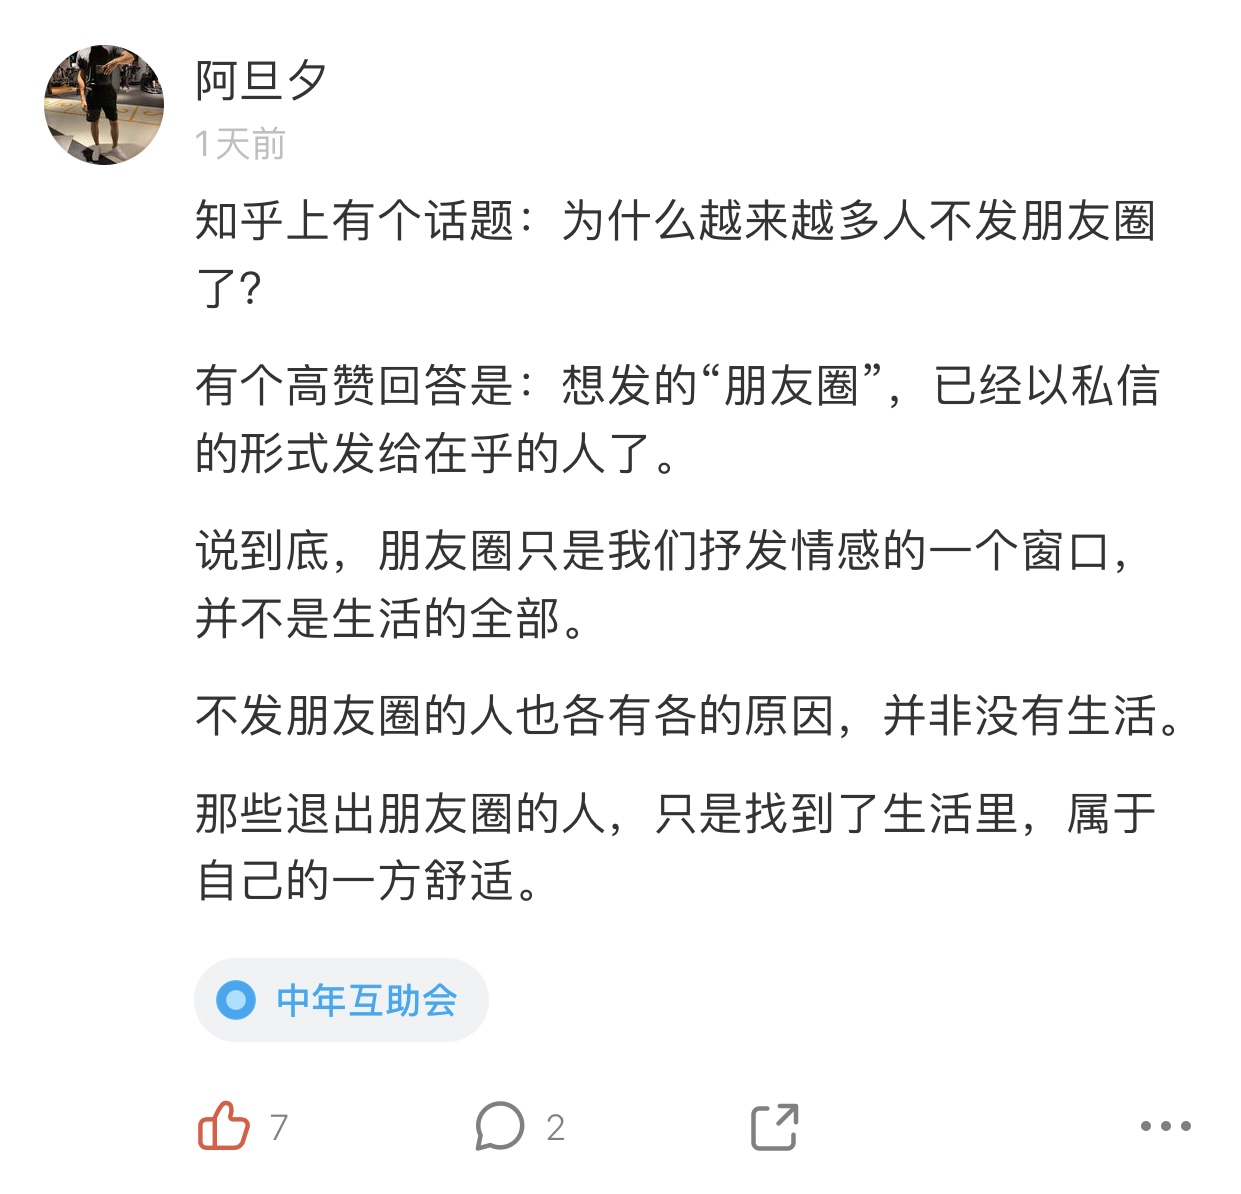 阿旦夕
1天前
知乎上有个话题：为什么越来越多人不发朋友圈
了?
有个高赞回答是：想发的“朋友圈”，已经以私信
的形式发给在乎的人了。
说到底，朋友圈只是我们抒发情感的一个窗口，
并不是生活的全部。
不发朋友圈的人也各有各的原因，并非没有生活。
那些退出朋友圈的人，只是找到了生活里，属于
自己的一方舒适。
中年互助会
7 2